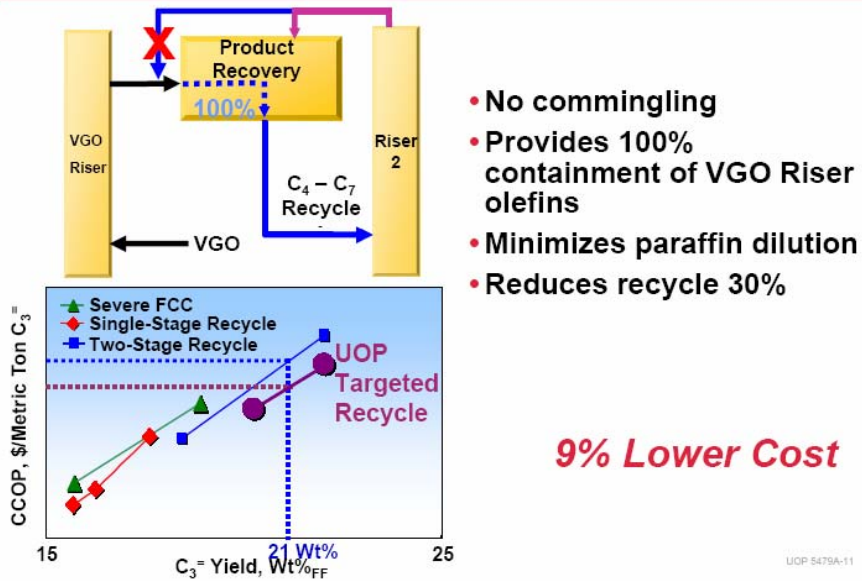 Product
Recovery
100%
VGO
Riser
Riser
2
C4 – C7
Recycle
VGO
• No commingling
• Provides 100%
containment of VGO Riser
olefins
• Minimizes paraffin dilution
• Reduces recycle 30%
Severe FCC
Single-Stage Recycle
Two-Stage Recycle
UOP
Targeted
Recycle
CCOP, $/Metric Ton C3=
15
21 Wt%
25
C3= Yield, Wt%FF
9% Lower Cost
UOP 5479A-11